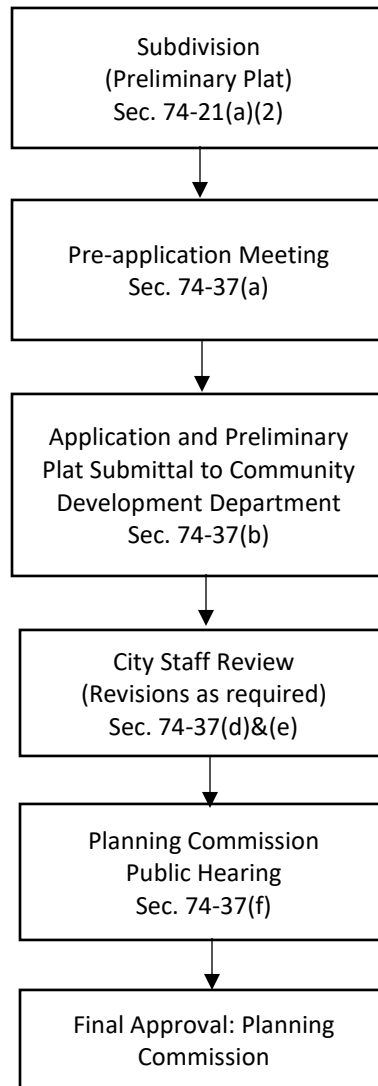 Subdivision
(Preliminary Plat)
Sec. 74-21(a)(2)
Pre-application Meeting
Sec. 74-37(a)
Application and Preliminary
Plat Submittal to Community
Development Department
Sec. 74-37(b)
City Staff Review
(Revisions as required)
Sec. 74-37(d)&(e)
Planning Commission
Public Hearing
Sec. 74-37(f)
Final Approval: Planning
Commission